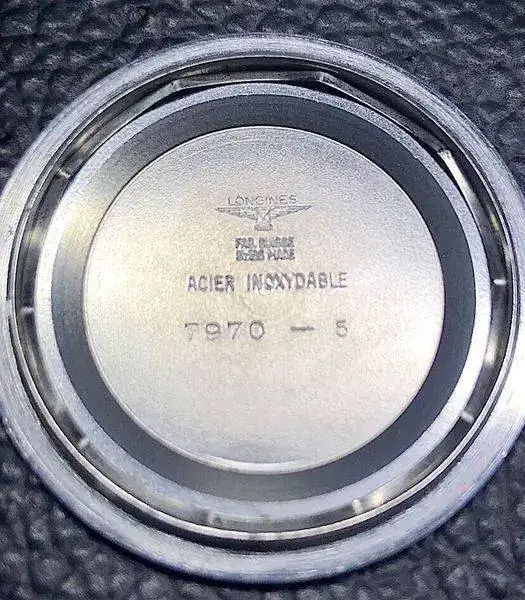 LONGINES
FAB. SUISSE
SWISS MADE
ACIER INOXYDABLE
7970 — 5